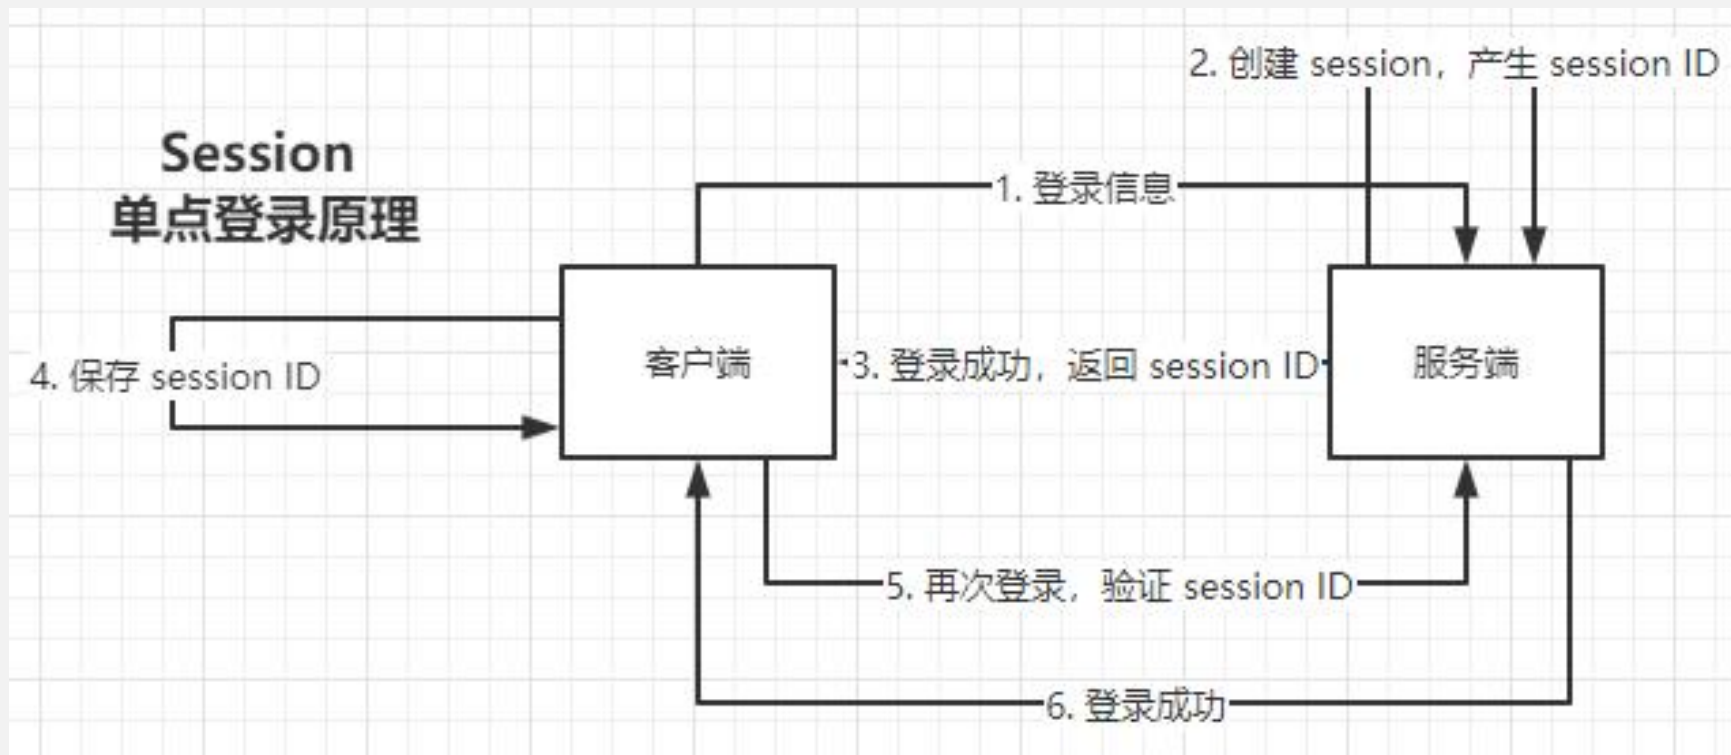 2. 创建 session，产生 session ID
Session
单点登录原理
1. 登录信息
客户端
3. 登录成功，返回 session ID
服务端
4. 保存 session ID
5. 再次登录，验证 session ID
6. 登录成功